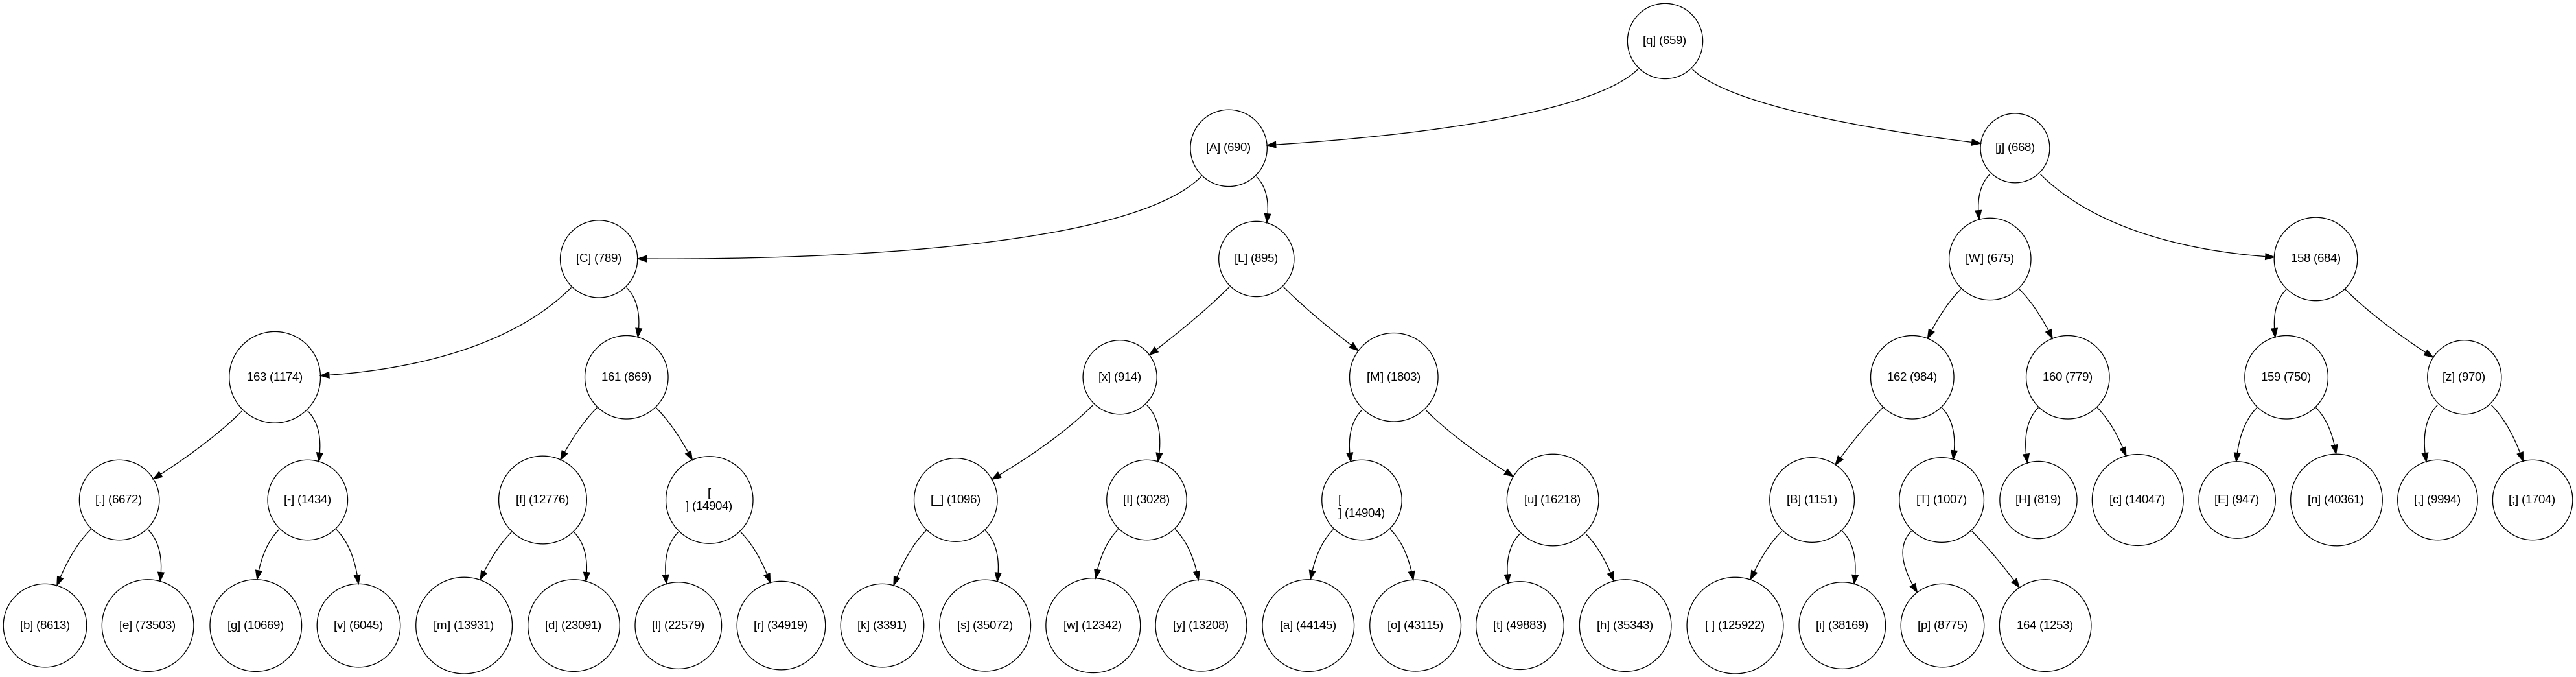 [q] (659)
[A] (690)
[j] (668)
[C] (789)
[L] (895)
[W] (675)
158 (684)
163 (1174)
161 (869)
[x] (914)
[M] (1803)
162 (984)
160 (779)
159 (750)
[z] (970)
[.] (6672)
[-] (1434)
[f] (12776)
[
] (14904)
[_] (1096)
[I] (3028)
[
] (14904)
[u] (16218)
[B] (1151)
[T] (1007)
[H] (819)
[c] (14047)
[E] (947)
[n] (40361)
[,] (9994)
[;] (1704)
[b] (8613)
[e] (73503)
[g] (10669)
[v] (6045)
[m] (13931)
[d] (23091)
[l] (22579)
[r] (34919)
[k] (3391)
[s] (35072)
[w] (12342)
[y] (13208)
[a] (44145)
[o] (43115)
[t] (49883)
[h] (35343)
[ ] (125922)
[i] (38169)
[p] (8775)
164 (1253)